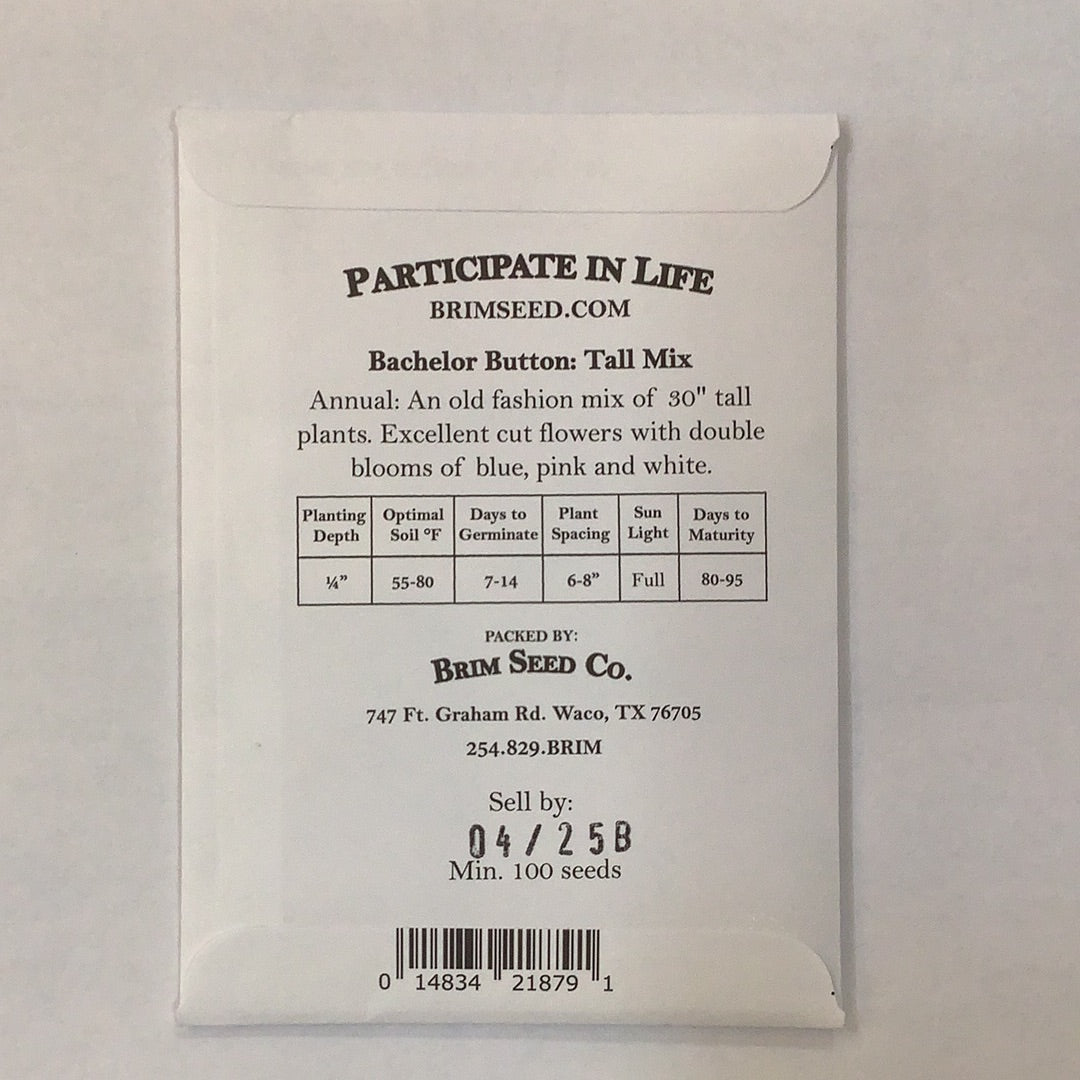 PARTICIPATE IN LIFE
BRIMSEED.COM
Bachelor Button: Tall Mix
Annual: An old fashion mix of 30" tall
plants. Excellent cut flowers with double
blooms of blue, pink and white.
Planting Depth Optimal Soil °F Days to Germinate Plant Spacing Sun Light Days to Maturity
¼” 55-80 7-14 6-8” Full 80-95
PACKED BY:
BRIM SEED CO.
747 Ft. Graham Rd. Waco, TX 76705
254.829.BRIM
Sell by:
04/25B
Min. 100 seeds
0 14834 21879 1